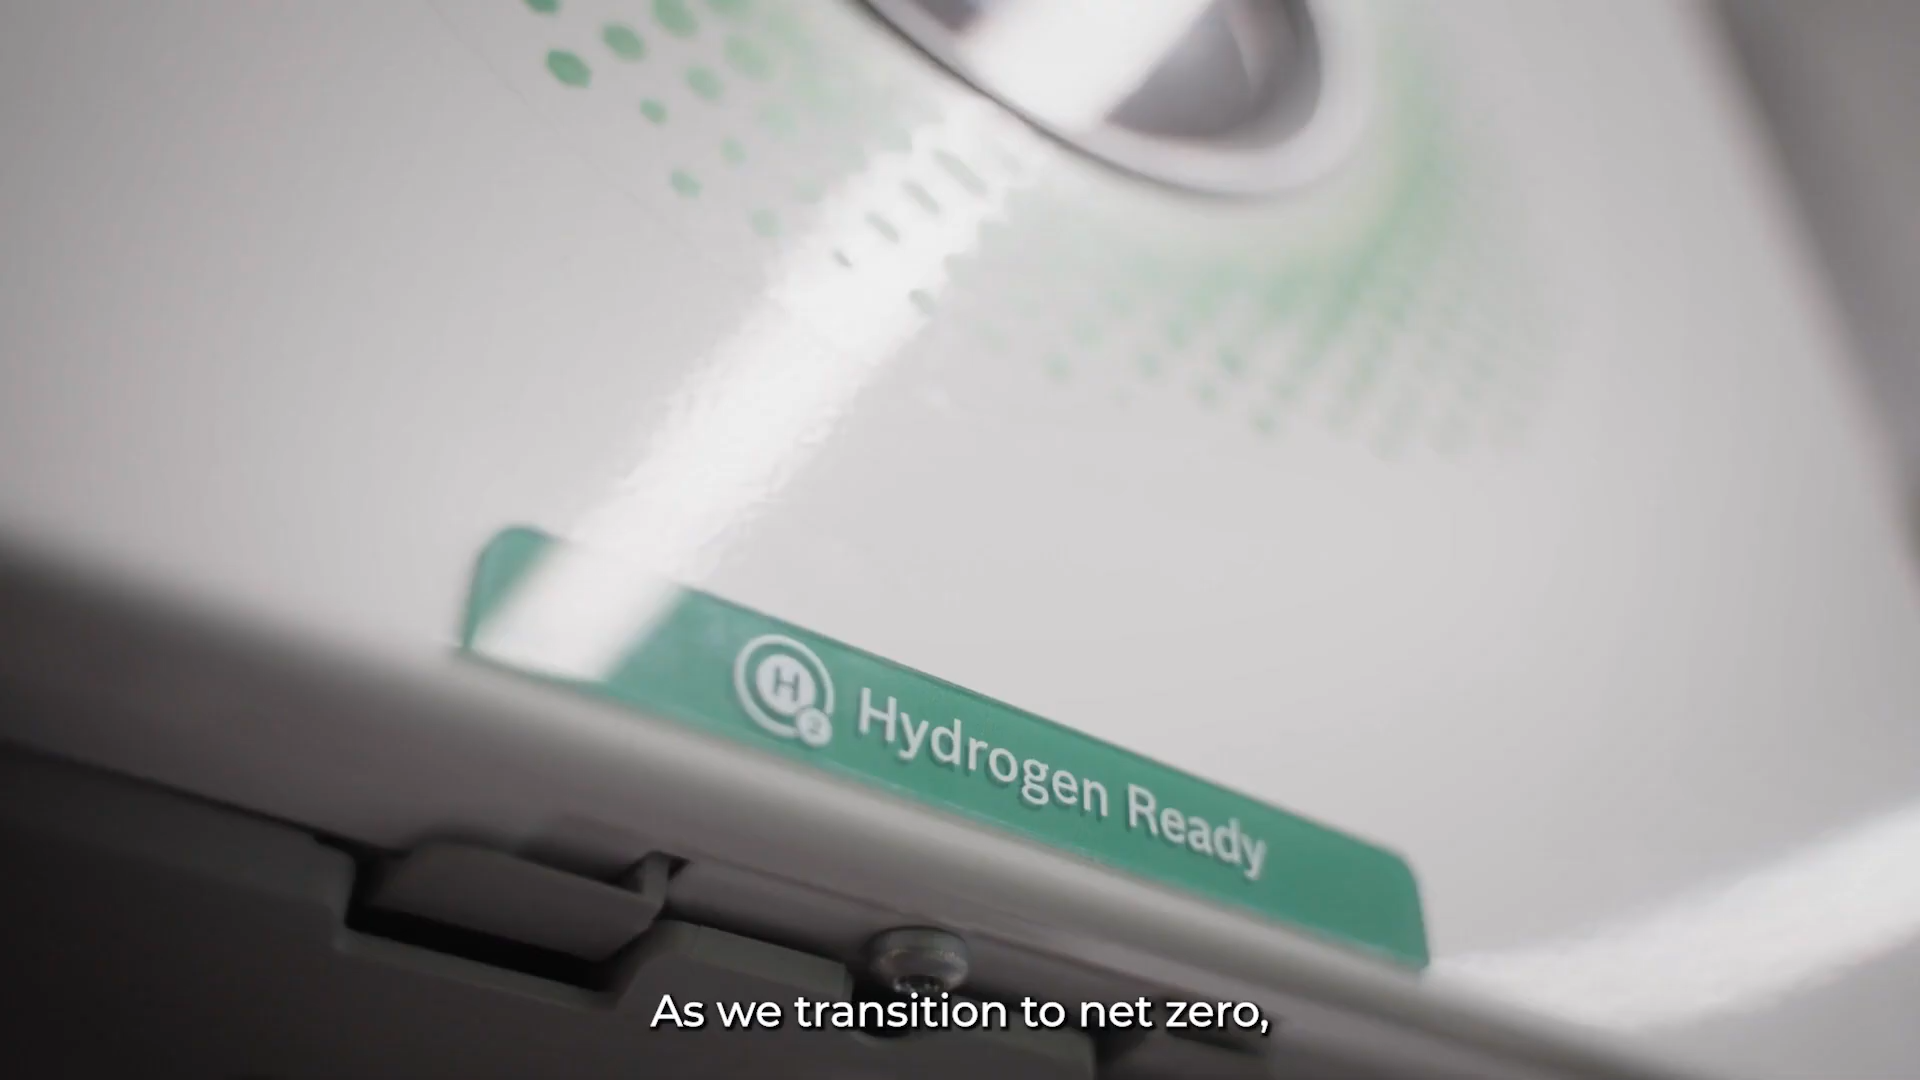 H2 Hydrogen Ready
As we transition to net zero,